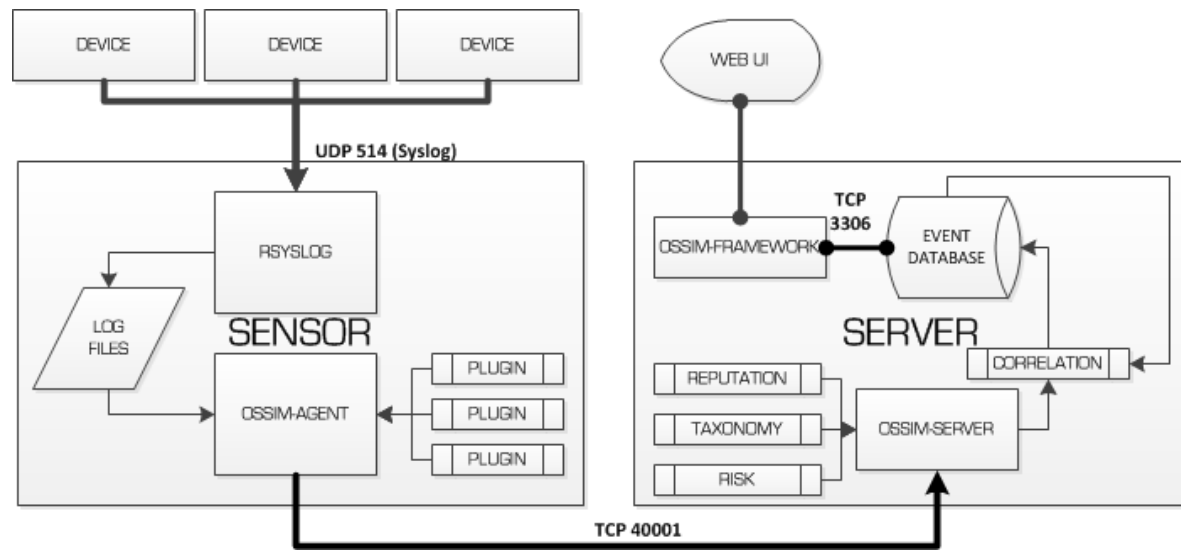 DEVICE
DEVICE
DEVICE
WEB UI
UDP 514 (Syslog)
RSYSLOG
LOG
FILES
SENSOR
OSSIM-AGENT
PLUGIN
PLUGIN
PLUGIN
TCP 40001
OSSIM-FRAMEWORK
TCP
3306
EVENT
DATABASE
SERVER
CORRELATION
REPUTATION
TAXONOMY
RISK
OSSIM-SERVER